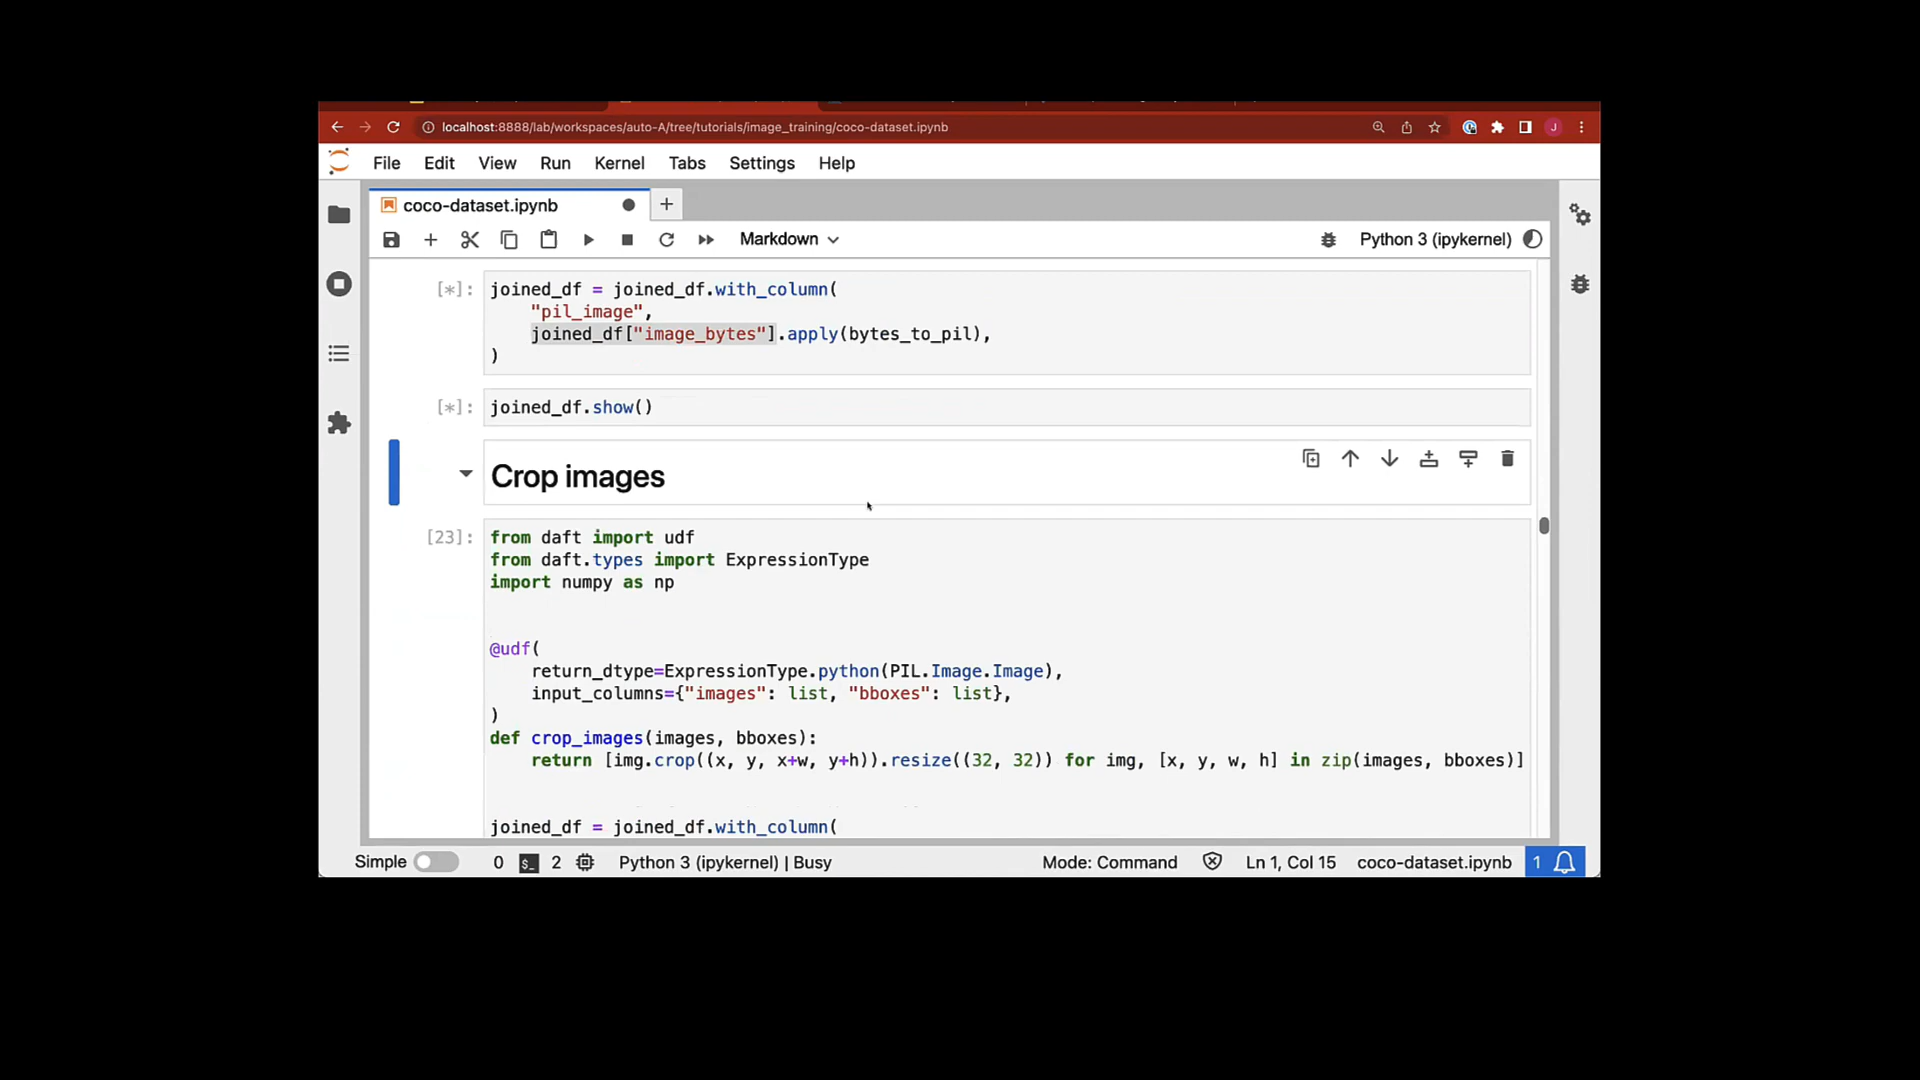 localhost:8888/lab/workspaces/auto-A/tree/tutorials/image_training/coco-dataset.ipynb
J
File Edit View Run Kernel Tabs Settings Help
coco-dataset.ipynb
Markdown
Python 3 (ipykernel)
[*]: joined_df = joined_df.with_column(
"pil_image",
joined_df["image_bytes"].apply(bytes_to_pil),
)
[*]: joined_df.show()
Crop images
[23]: from daft import udf
from daft.types import ExpressionType
import numpy as np
@udf(
return_dtype=ExpressionType.python(PIL.Image.Image),
input_columns={"images": list, "bboxes": list},
)
def crop_images(images, bboxes):
return [img.crop((x, y, x+w, y+h)).resize((32, 32)) for img, [x, y, w, h] in zip(images, bboxes)]
joined_df = joined_df.with_column(
Simple 0 $_ 2 Python 3 (ipykernel) | Busy Mode: Command Ln 1, Col 15 coco-dataset.ipynb 1